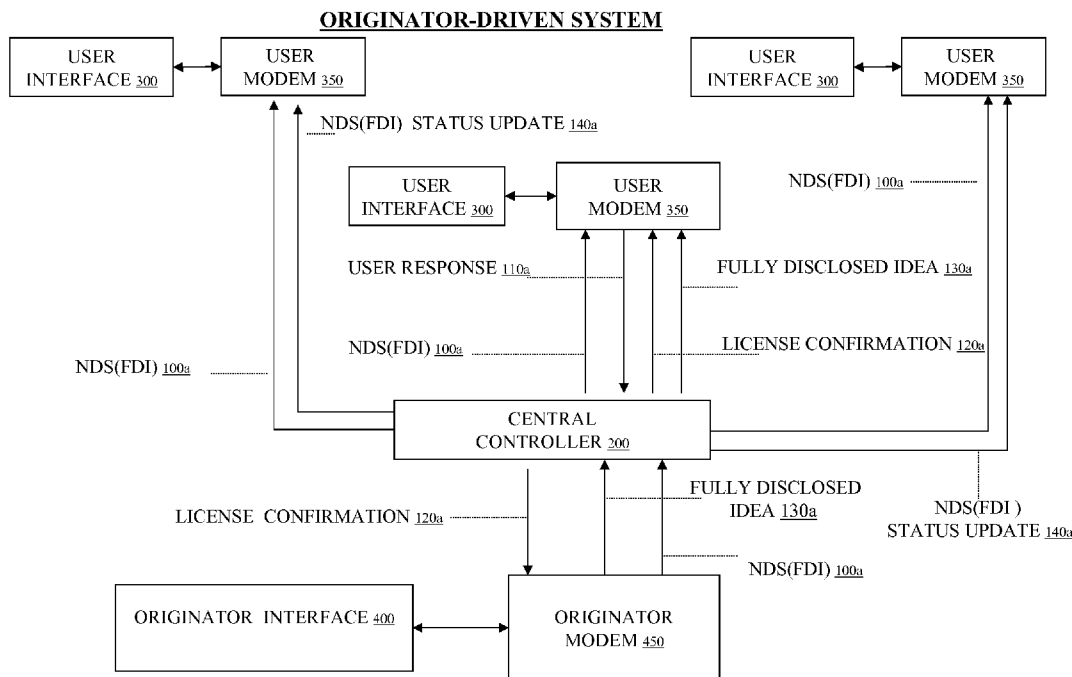 ORIGINATOR-DRIVEN SYSTEM
USER
INTERFACE 300
USER
MODEM 350
USER
INTERFACE 300
USER
MODEM 350
NDS(FDI) STATUS UPDATE 140a
USER
INTERFACE 300
USER
MODEM 350
NDS(FDI) 100a
USER RESPONSE 110a
FULLY DISCLOSED IDEA 130a
NDS(FDI) 100a
NDS(FDI) 100a
LICENSE CONFIRMATION 120a
CENTRAL
CONTROLLER 200
LICENSE CONFIRMATION 120a
FULLY DISCLOSED
IDEA 130a
NDS(FDI )
STATUS UPDATE 140a
NDS(FDI) 100a
ORIGINATOR INTERFACE 400
ORIGINATOR
MODEM 450